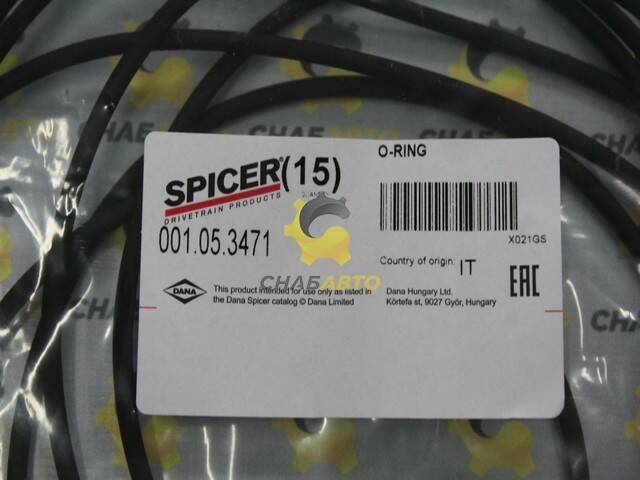 O-RING
SPICER® (15)
DRIVETRAIN PRODUCTS
001.05.3471
X021GS
Country of origin: IT
СНАБАВТО
EAC
DANA
This product intended for use only as listed in
the Dana Spicer catalog © Dana Limited
Dana Hungary Ltd.
Körtefa st, 9027 Győr, Hungary